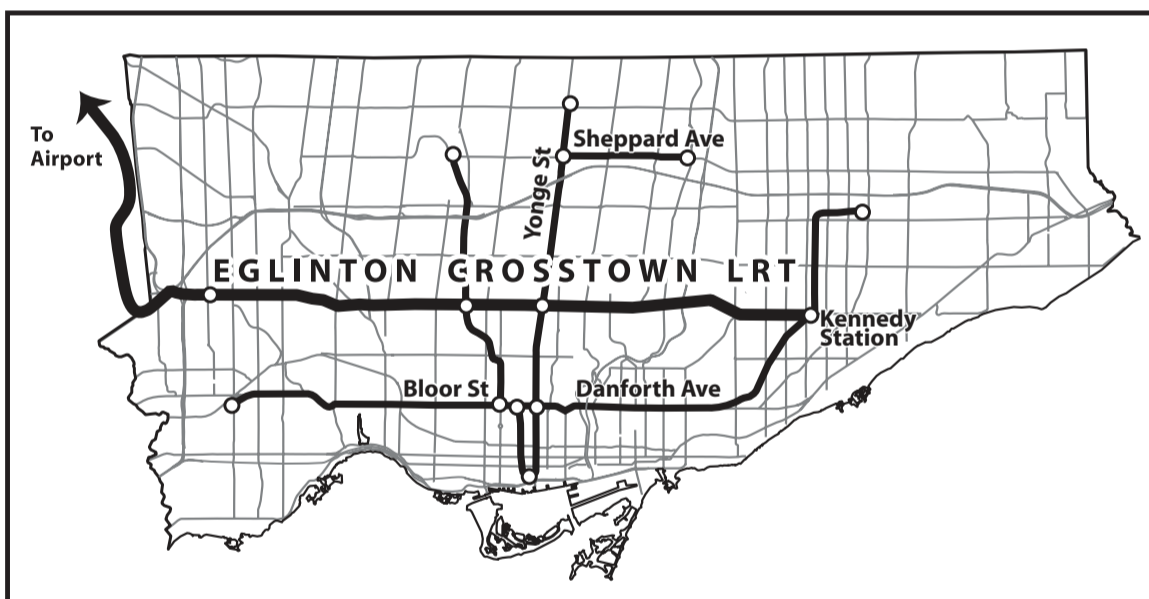 To
Airport
Sheppard Ave
Yonge St
EGLINTON CROSSTOWN LRT
Kennedy
Station
Bloor St
Danforth Ave